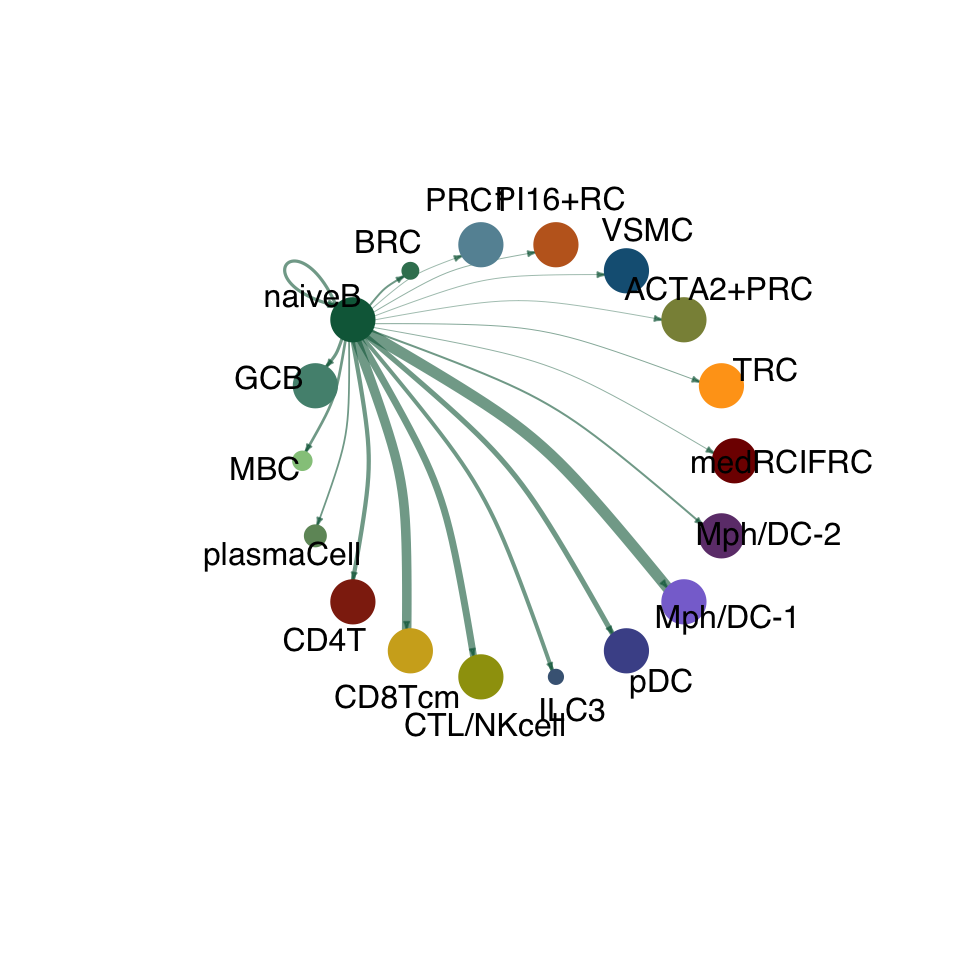 PRC1
PI16+RC
VSMC
BRC
ACTA2+PRC
naiveB
TRC
GCB
medRCIFRC
MBC
Mph/DC-2
plasmaCell
Mph/DC-1
CD4T
pDC
CD8Tcm
ILC3
CTL/NKcell